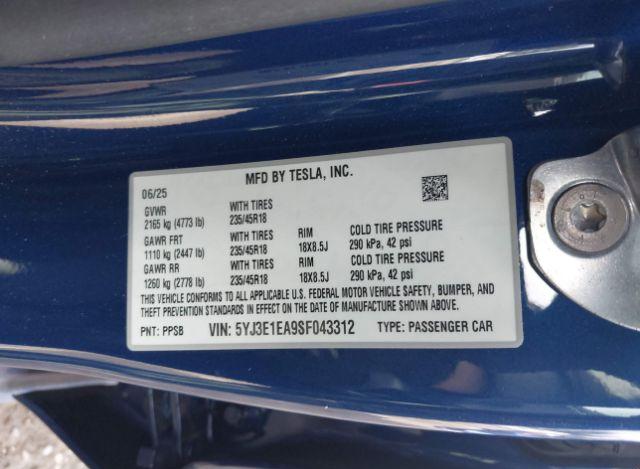 MFD BY TESLA, INC.
06/25
GVWR WITH TIRES
2165 kg (4773 lb) 235/45R18
GAWR FRT WITH TIRES RIM COLD TIRE PRESSURE
1110 kg (2447 lb) 235/45R18 18X8.5J 290 kPa, 42 psi
GAWR RR WITH TIRES RIM COLD TIRE PRESSURE
1260 kg (2778 lb) 235/45R18 18X8.5J 290 kPa, 42 psi
THIS VEHICLE CONFORMS TO ALL APPLICABLE U.S. FEDERAL MOTOR VEHICLE SAFETY, BUMPER, AND
THEFT PREVENTION STANDARDS IN EFFECT ON THE DATE OF MANUFACTURE SHOWN ABOVE.
PNT: PPSB VIN: 5YJ3E1EA9SF043312 TYPE: PASSENGER CAR